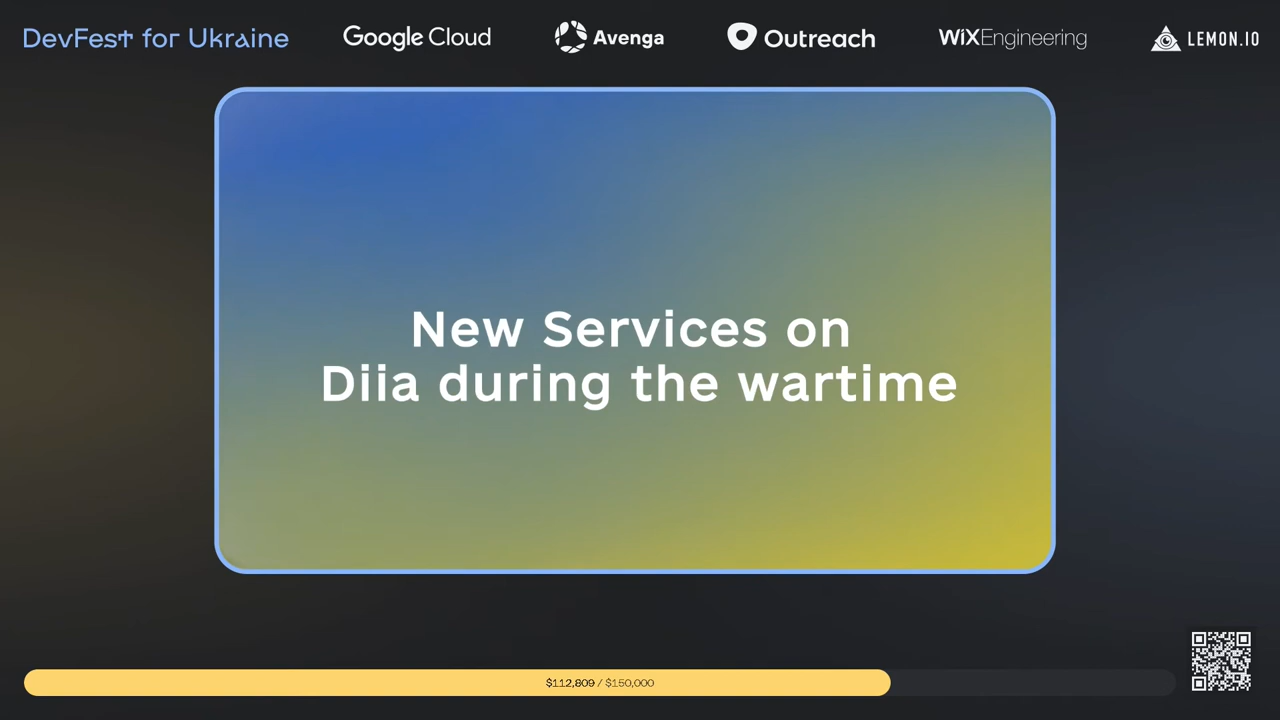 DevFest for Ukraine
Google Cloud
Avenga
Outreach
WiXEngineering
LEMON.IO
New Services on
Diia during the wartime
$112,809 / $150,000